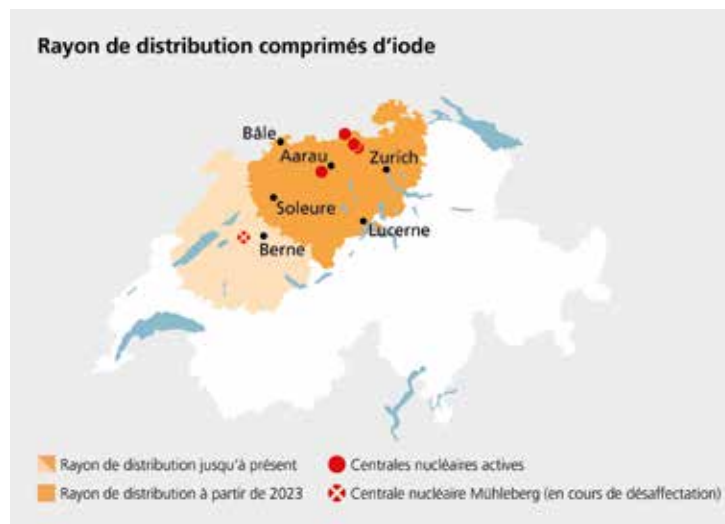 Rayon de distribution comprimés d'iode
Bâle
Aarau
Zurich
Soleure
Lucerne
Berne
Rayon de distribution jusqu'à présent
Centrales nucléaires actives
Rayon de distribution à partir de 2023
Centrale nucléaire Mühleberg (en cours de désaffectation)